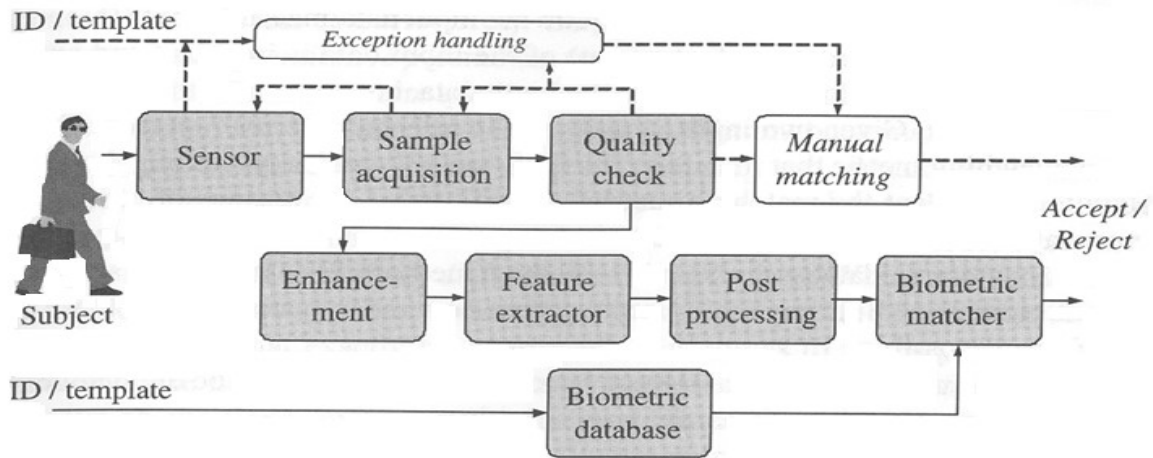 ID / template
Exception handling
Sensor
Sample
acquisition
Quality
check
Manual
matching
Accept /
Reject
Subject
Enhance-
ment
Feature
extractor
Post
processing
Biometric
matcher
ID / template
Biometric
database